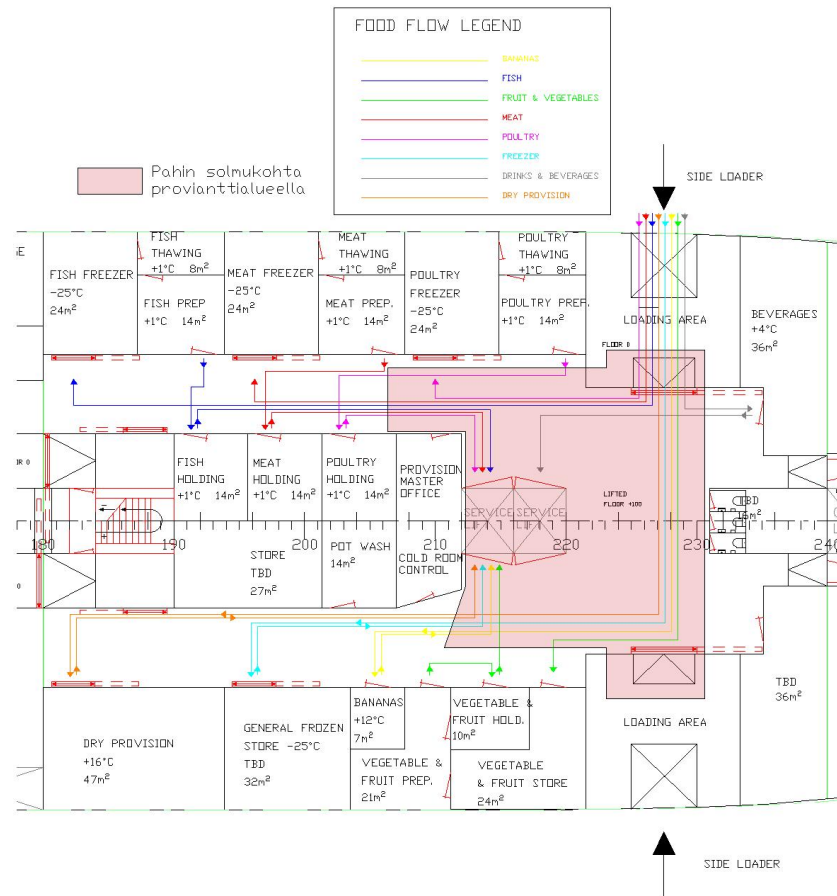 FOOD FLOW LEGEND
BANANAS
FISH
FRUIT & VEGETABLES
MEAT
POULTRY
FREEZER
DRINKS & BEVERAGES
DRY PROVISION
Pahin solmukohta
provianttialueella
SIDE LOADER
FISH FREEZER
-25°C
24m²
FISH
THAWING
+1°C 8m²
FISH PREP
+1°C 14m²
MEAT FREEZER
-25°C
24m²
MEAT
THAWING
+1°C 8m²
MEAT PREP.
+1°C 14m²
POULTRY
FREEZER
-25°C
24m²
POULTRY
THAWING
+1°C 8m²
POULTRY PREP.
+1°C 14m²
LOADING AREA
FLOOR 0
BEVERAGES
+4°C
36m²
FISH
HOLDING
+1°C 14m²
MEAT
HOLDING
+1°C 14m²
POULTRY
HOLDING
+1°C 14m²
PROVISION
MASTER
OFFICE
SERVICE
LIFT
SERVICE
LIFT
LIFTED
FLOOR +100
TBD
16m²
180
190
200
210
220
230
240
STORE
TBD
27m²
POT WASH
14m²
COLD ROOM
CONTROL
DRY PROVISION
+16°C
47m²
GENERAL FROZEN
STORE -25°C
TBD
32m²
BANANAS
+12°C
7m²
VEGETABLE &
FRUIT PREP.
21m²
VEGETABLE &
FRUIT HOLD.
10m²
VEGETABLE
& FRUIT STORE
24m²
LOADING AREA
TBD
36m²
SIDE LOADER